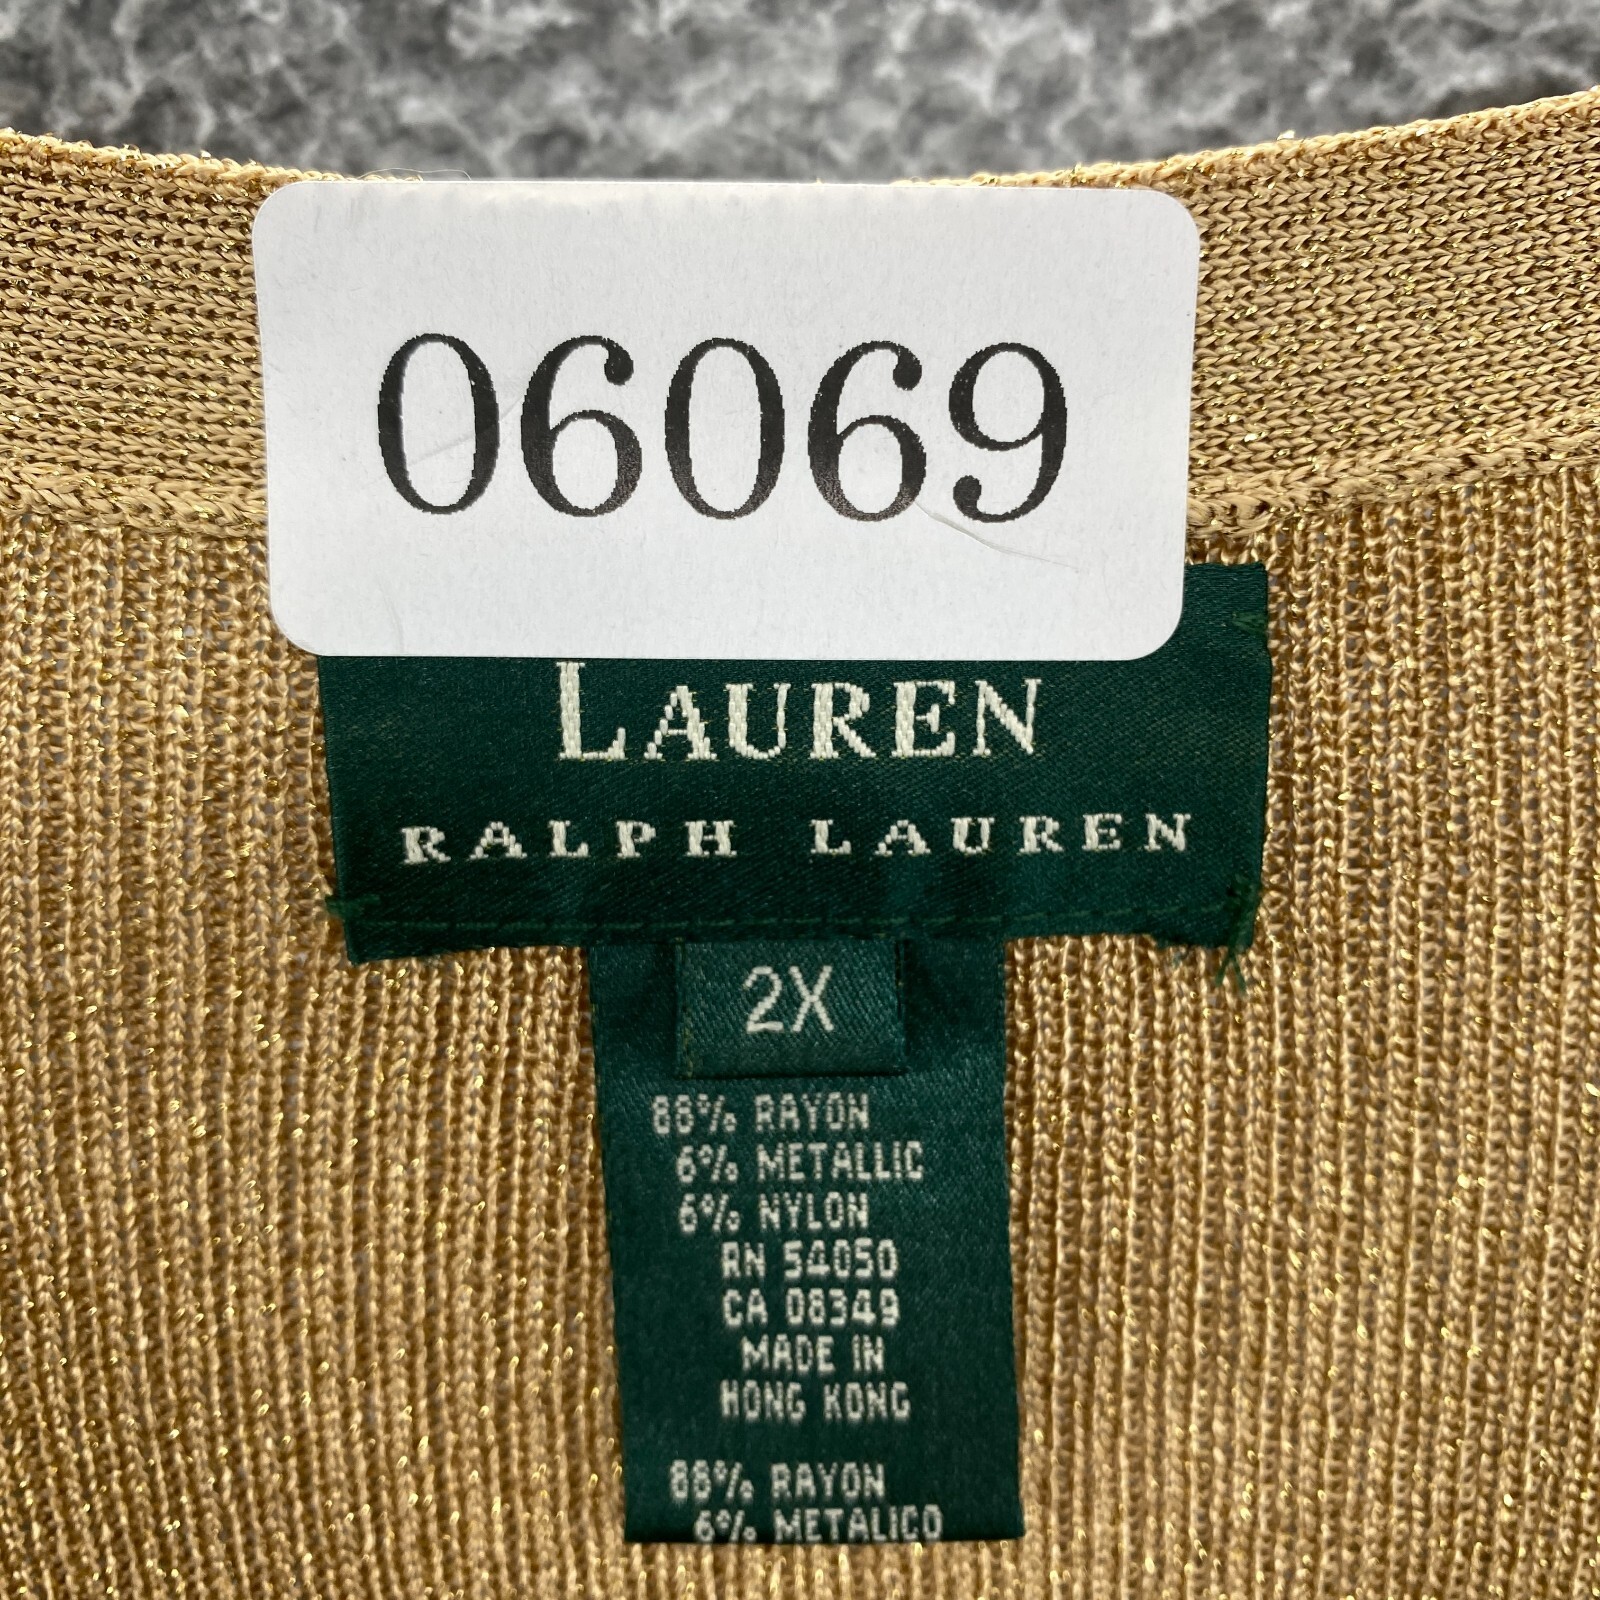 06069
LAUREN
RALPH LAUREN
2X
88% RAYON
6% METALLIC
6% NYLON
RN 54050
CA 08349
MADE IN
HONG KONG
88% RAYON
6% METALICO